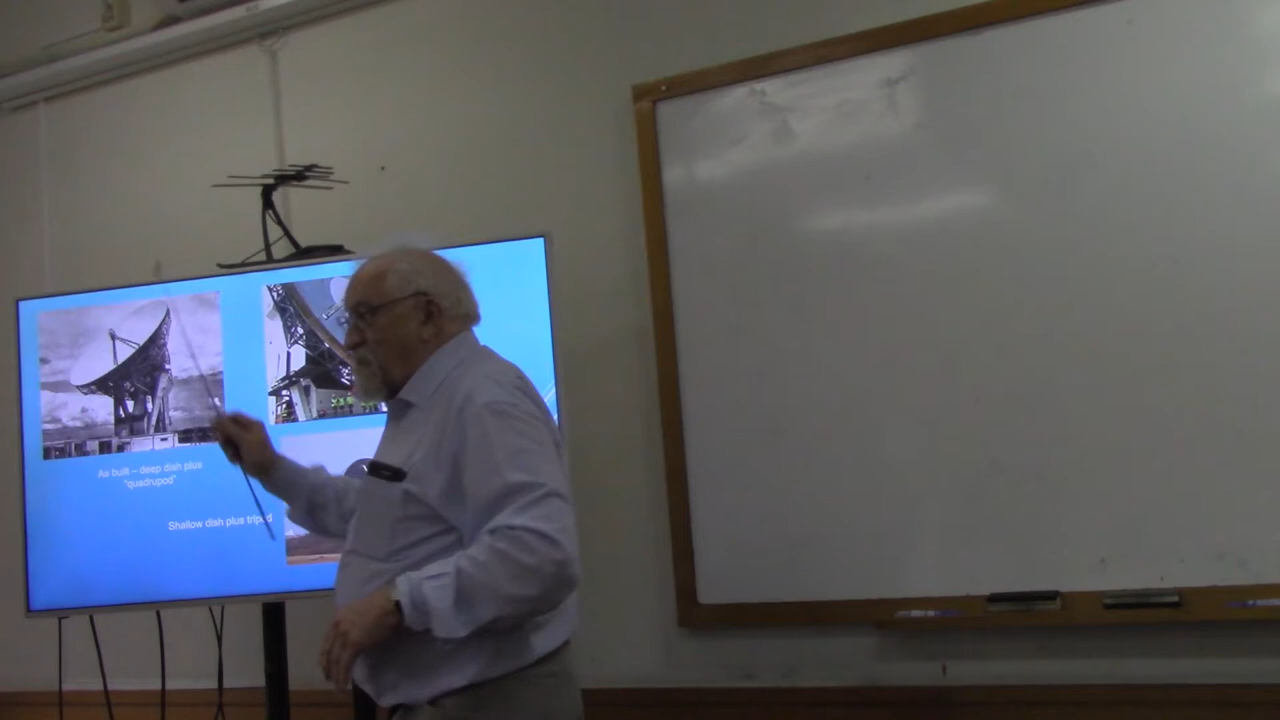 As built – deep dish plus
"quadrupod"
Shallow dish plus tripod